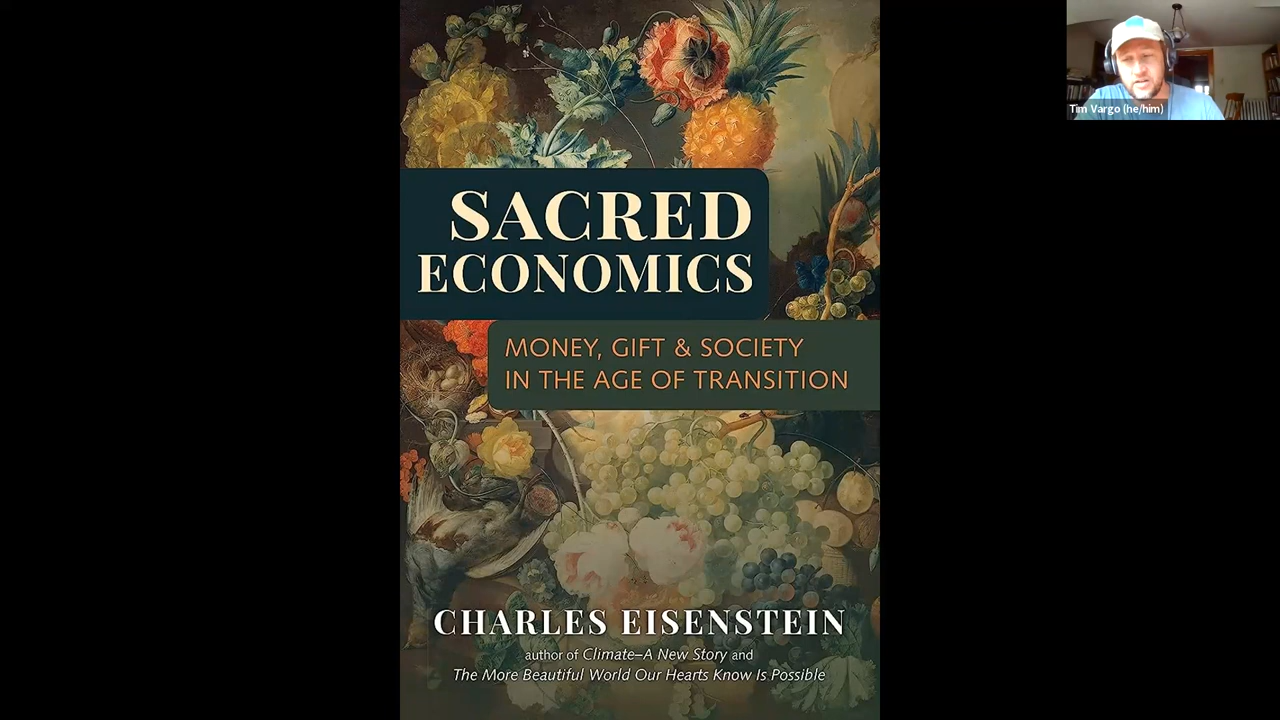 SACRED
ECONOMICS
MONEY, GIFT & SOCIETY
IN THE AGE OF TRANSITION
CHARLES EISENSTEIN
author of Climate–A New Story and
The More Beautiful World Our Hearts Know Is Possible
Tim Vargo (he/him)